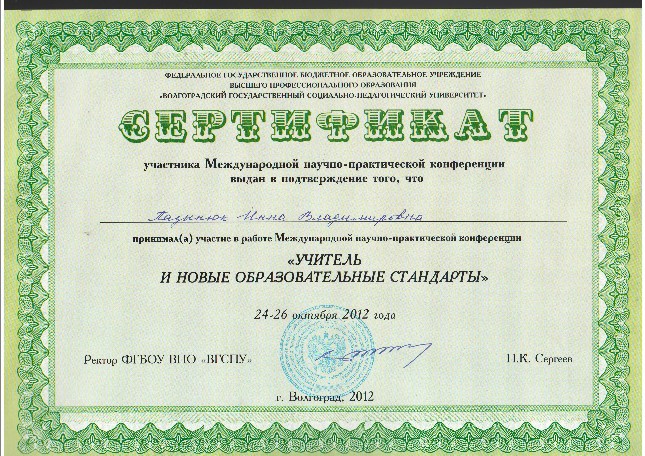 ФЕДЕРАЛЬНОЕ ГОСУДАРСТВЕННОЕ БЮДЖЕТНОЕ ОБРАЗОВАТЕЛЬНОЕ УЧРЕЖДЕНИЕ
ВЫСШЕГО ПРОФЕССИОНАЛЬНОГО ОБРАЗОВАНИЯ
«ВОЛГОГРАДСКИЙ ГОСУДАРСТВЕННЫЙ СОЦИАЛЬНО-ПЕДАГОГИЧЕСКИЙ УНИВЕРСИТЕТ»
СЕРТИФИКАТ
участника Международной научно-практической конференции
выдан в подтверждение того, что
Инна Владимировна
принимал(а) участие в работе Международной научно-практической конференции
«УЧИТЕЛЬ
И НОВЫЕ ОБРАЗОВАТЕЛЬНЫЕ СТАНДАРТЫ»
24-26 октября 2012 года
Ректор ФГБОУ ВПО «ВГСПУ» Н.К. Сергеев
г. Волгоград, 2012